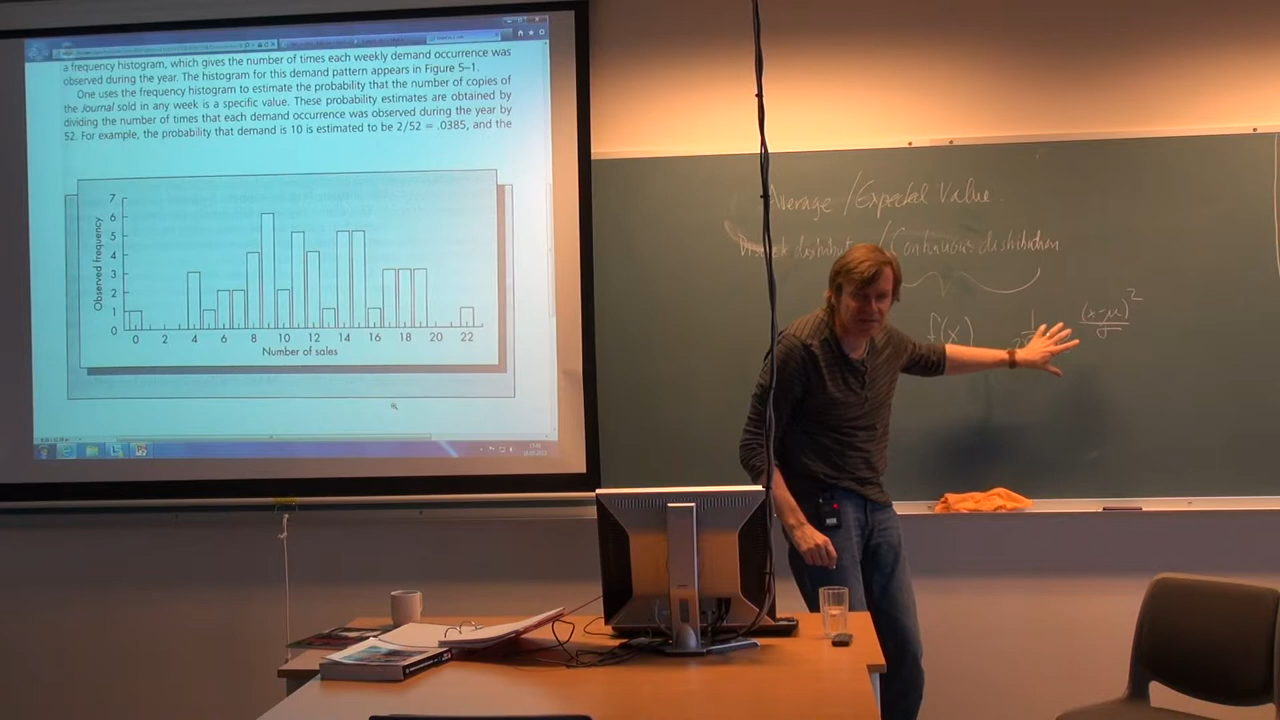 a frequency histogram, which gives the number of times each weekly demand occurrence was
observed during the year. The histogram for this demand pattern appears in Figure 5–1.
One uses the frequency histogram to estimate the probability that the number of copies of
the Journal sold in any week is a specific value. These probability estimates are obtained by
dividing the number of times that each demand occurrence was observed during the year by
52. For example, the probability that demand is 10 is estimated to be 2/52 = .0385, and the
7
6
5
4
3
2
1
0
Observed frequency
0 2 4 6 8 10 12 14 16 18 20 22
Number of sales
Average / Expected Value
/ Continuous distribution
f(x)
(x-μ)²